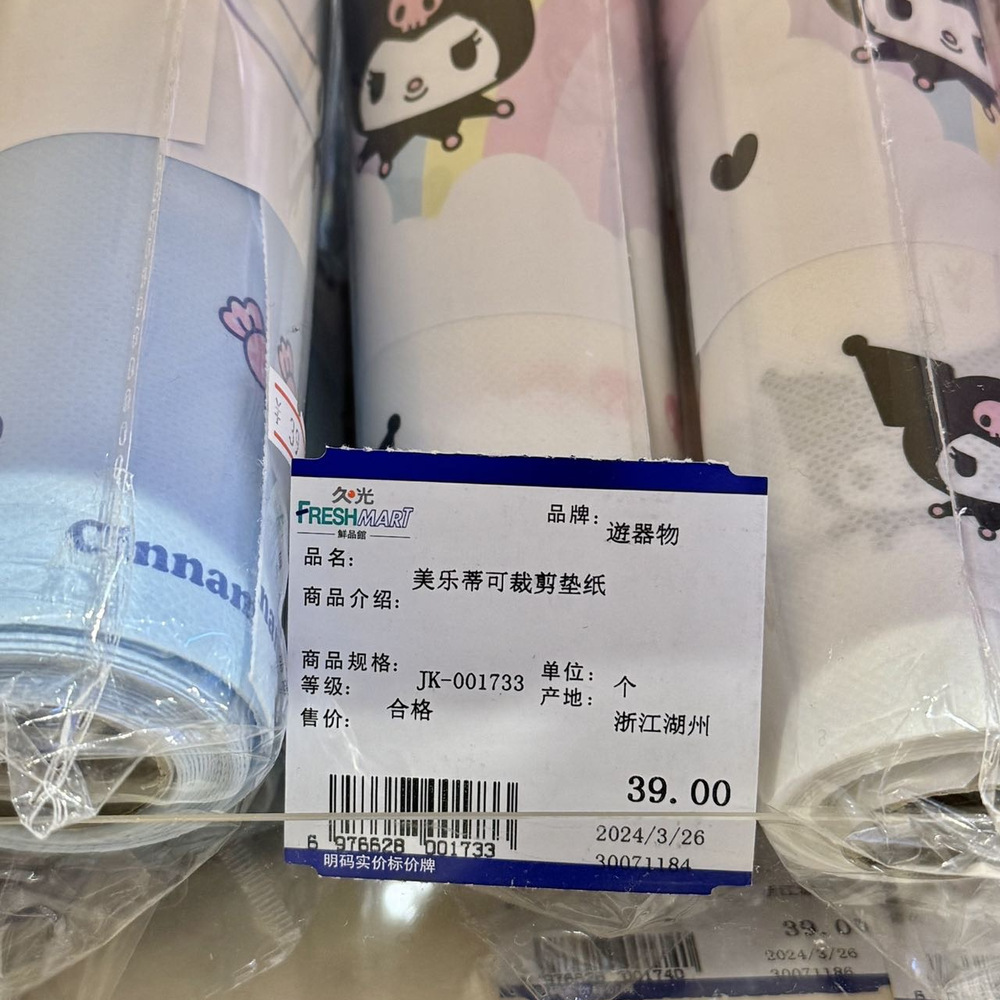 久光
FRESHMART
鮮品館
品牌：
遊器物
品名：
美乐蒂可裁剪垫纸
商品介绍：
商品规格：
JK-001733
单位：
个
等级：
合格
产地：
浙江湖州
售价：
39.00
6 976628 001733
2024/3/26
30071184
明码实价标价牌
Cinnam
39.00
2024/3/26
30071186